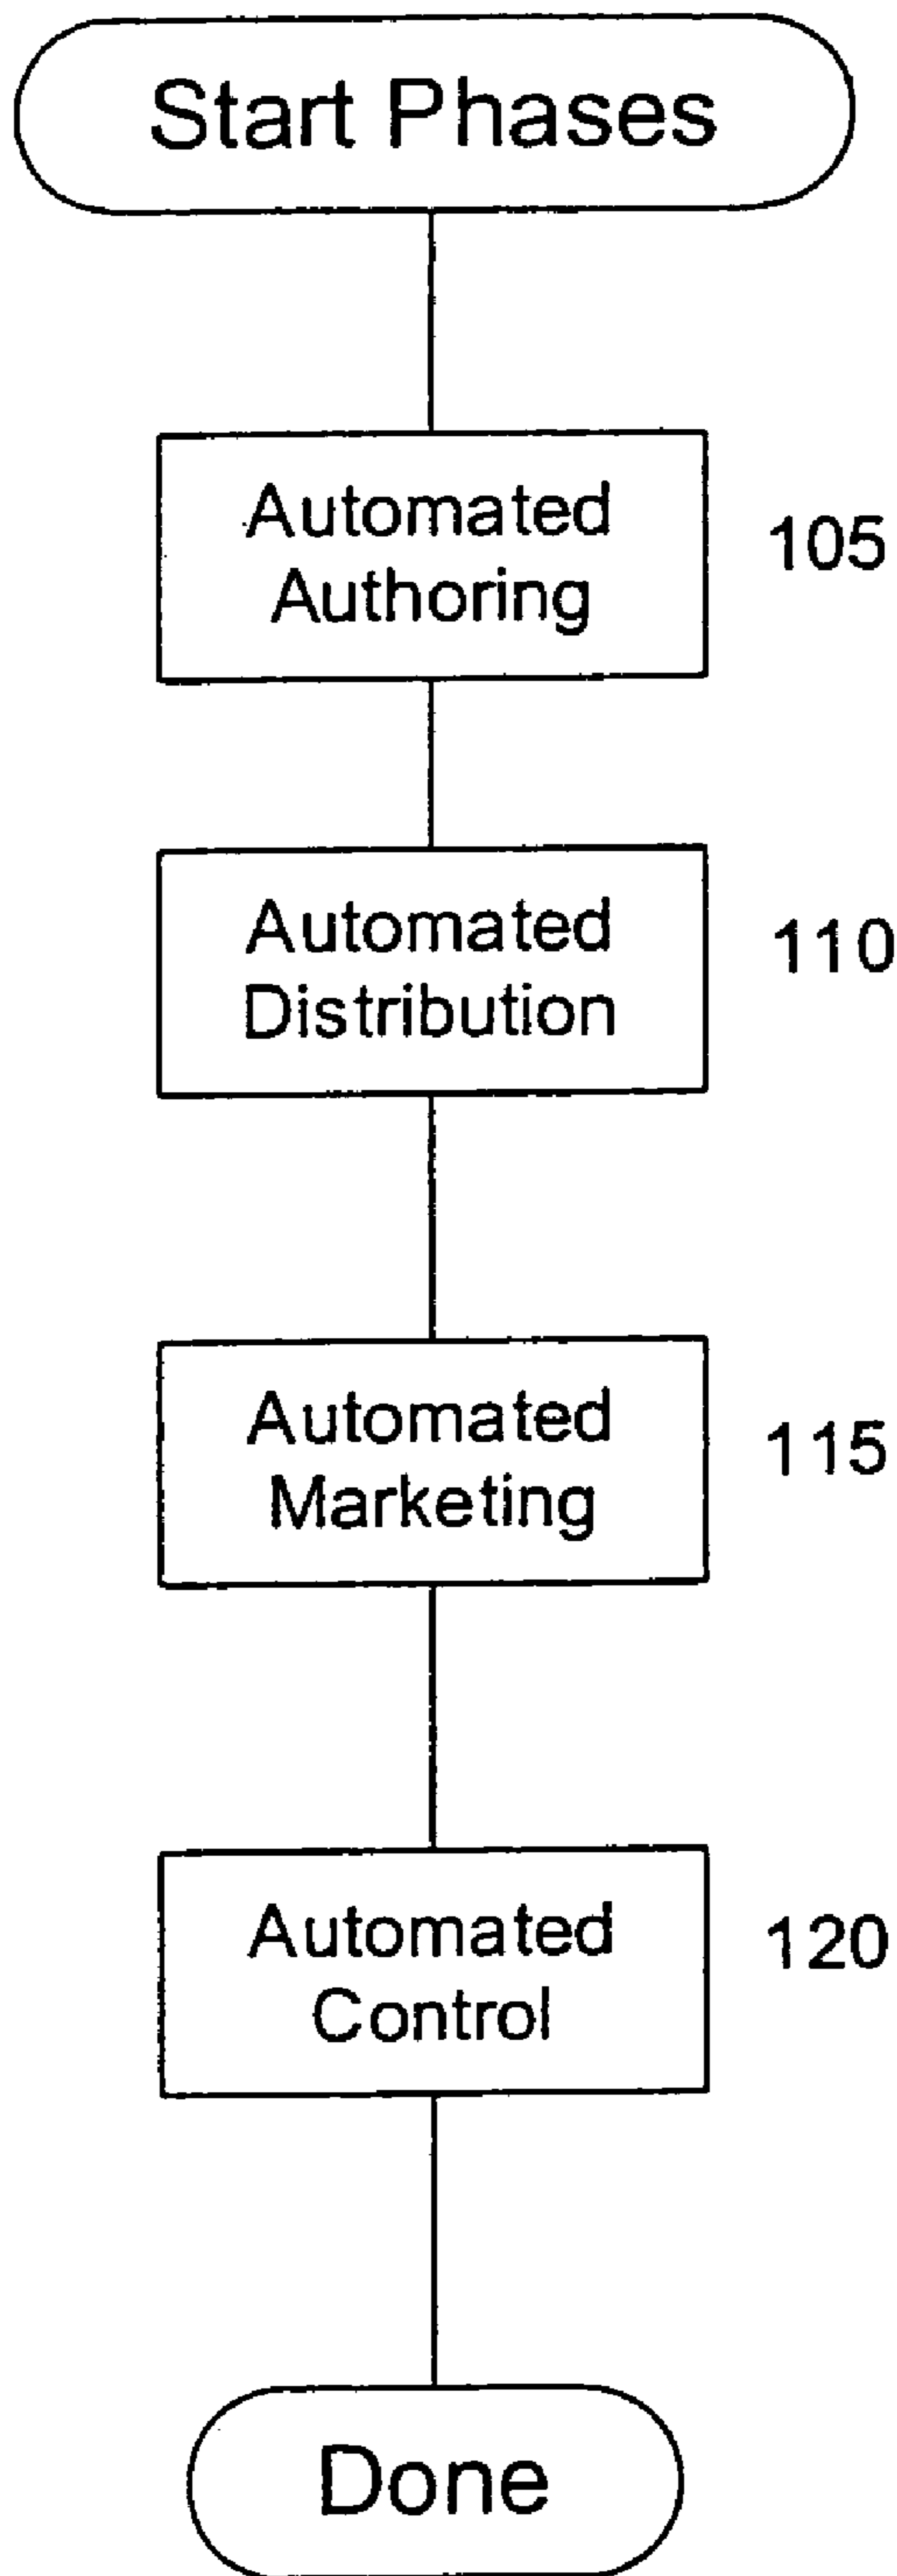 Start Phases
Automated
Authoring
105
Automated
Distribution
110
Automated
Marketing
115
Automated
Control
120
Done